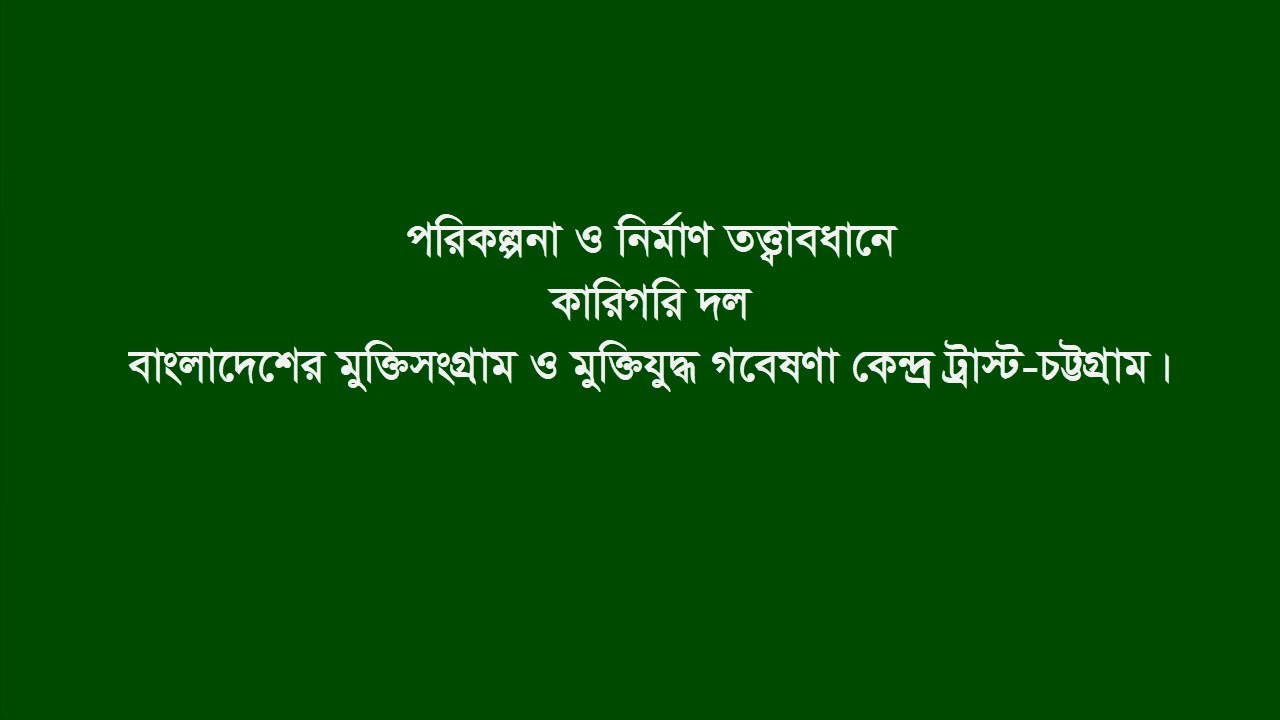 পরিকল্পনা ও নির্মাণ তত্ত্বাবধানে
কারিগরি দল
বাংলাদেশের মুক্তিসংগ্রাম ও মুক্তিযুদ্ধ গবেষণা কেন্দ্র ট্রাস্ট-চট্টগ্রাম।